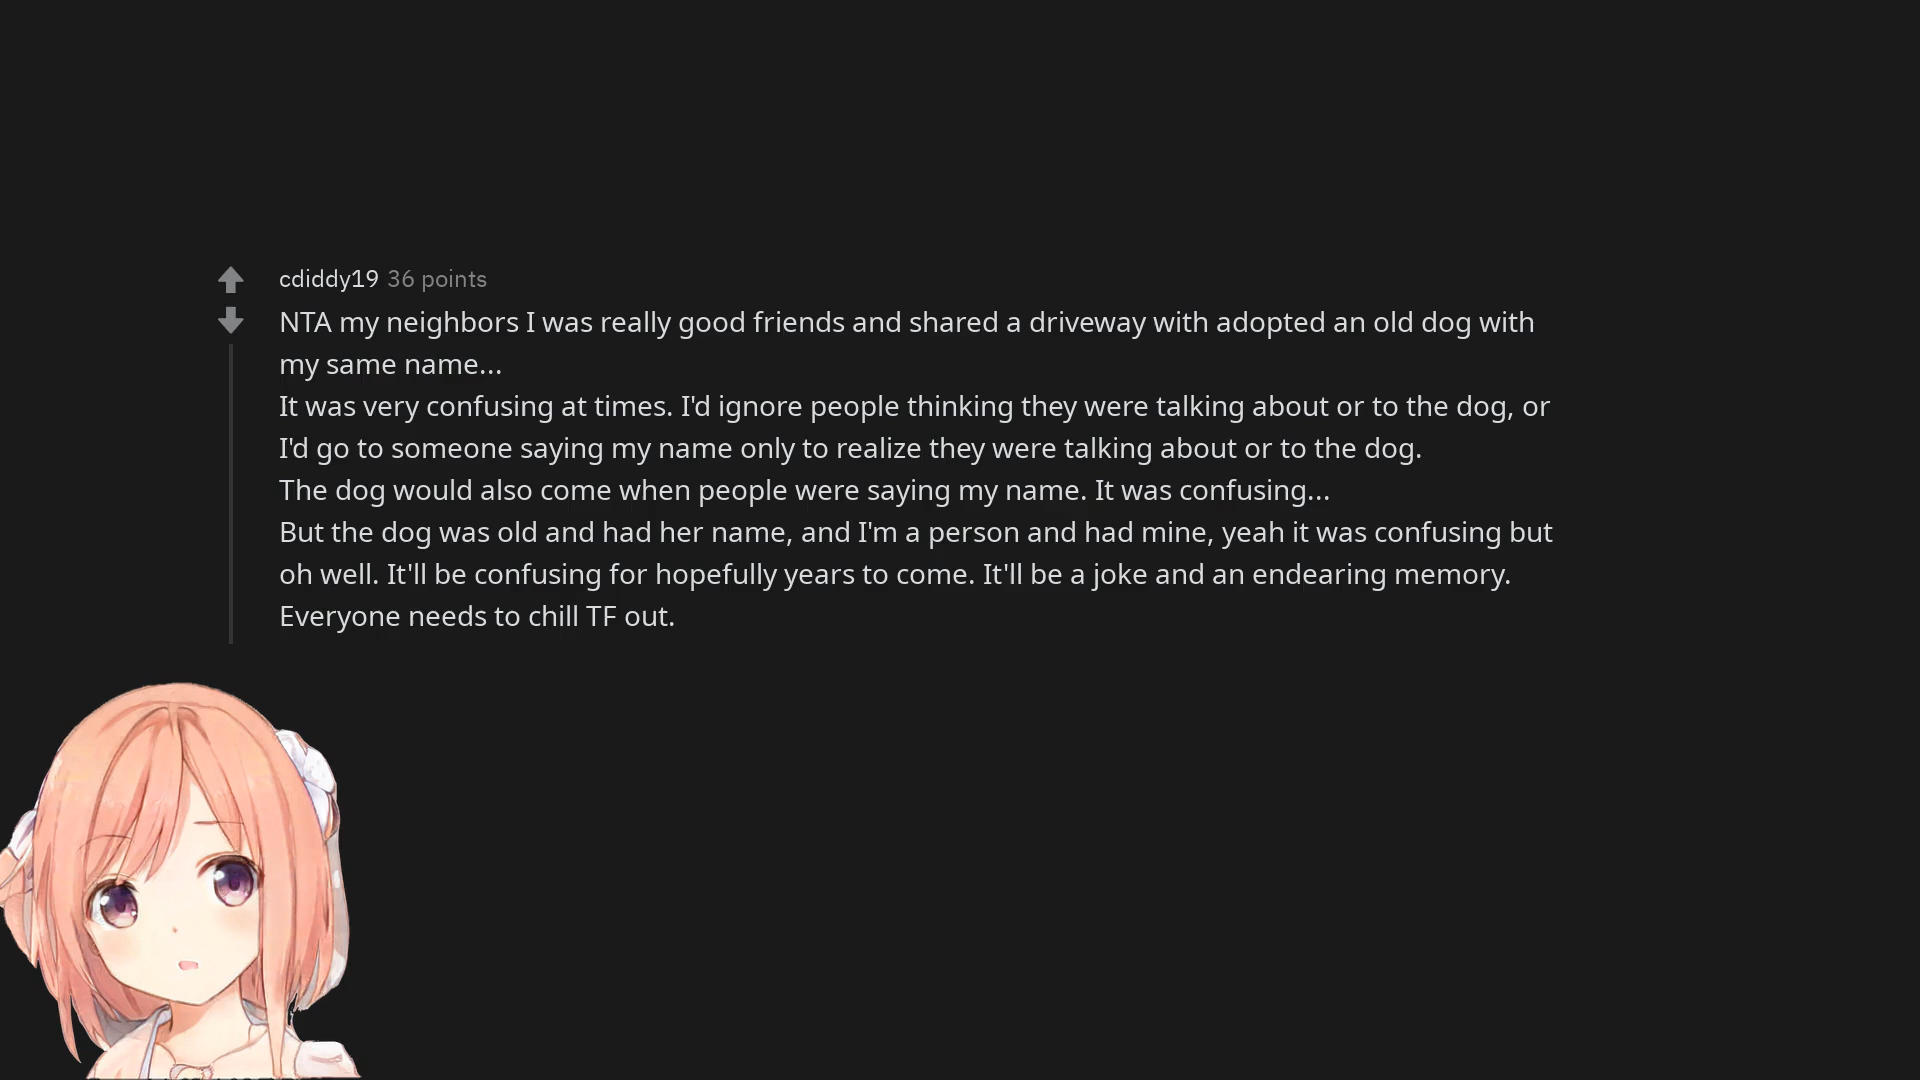 cdiddy19 36 points
NTA my neighbors I was really good friends and shared a driveway with adopted an old dog with
my same name...
It was very confusing at times. I'd ignore people thinking they were talking about or to the dog, or
I'd go to someone saying my name only to realize they were talking about or to the dog.
The dog would also come when people were saying my name. It was confusing...
But the dog was old and had her name, and I'm a person and had mine, yeah it was confusing but
oh well. It'll be confusing for hopefully years to come. It'll be a joke and an endearing memory.
Everyone needs to chill TF out.